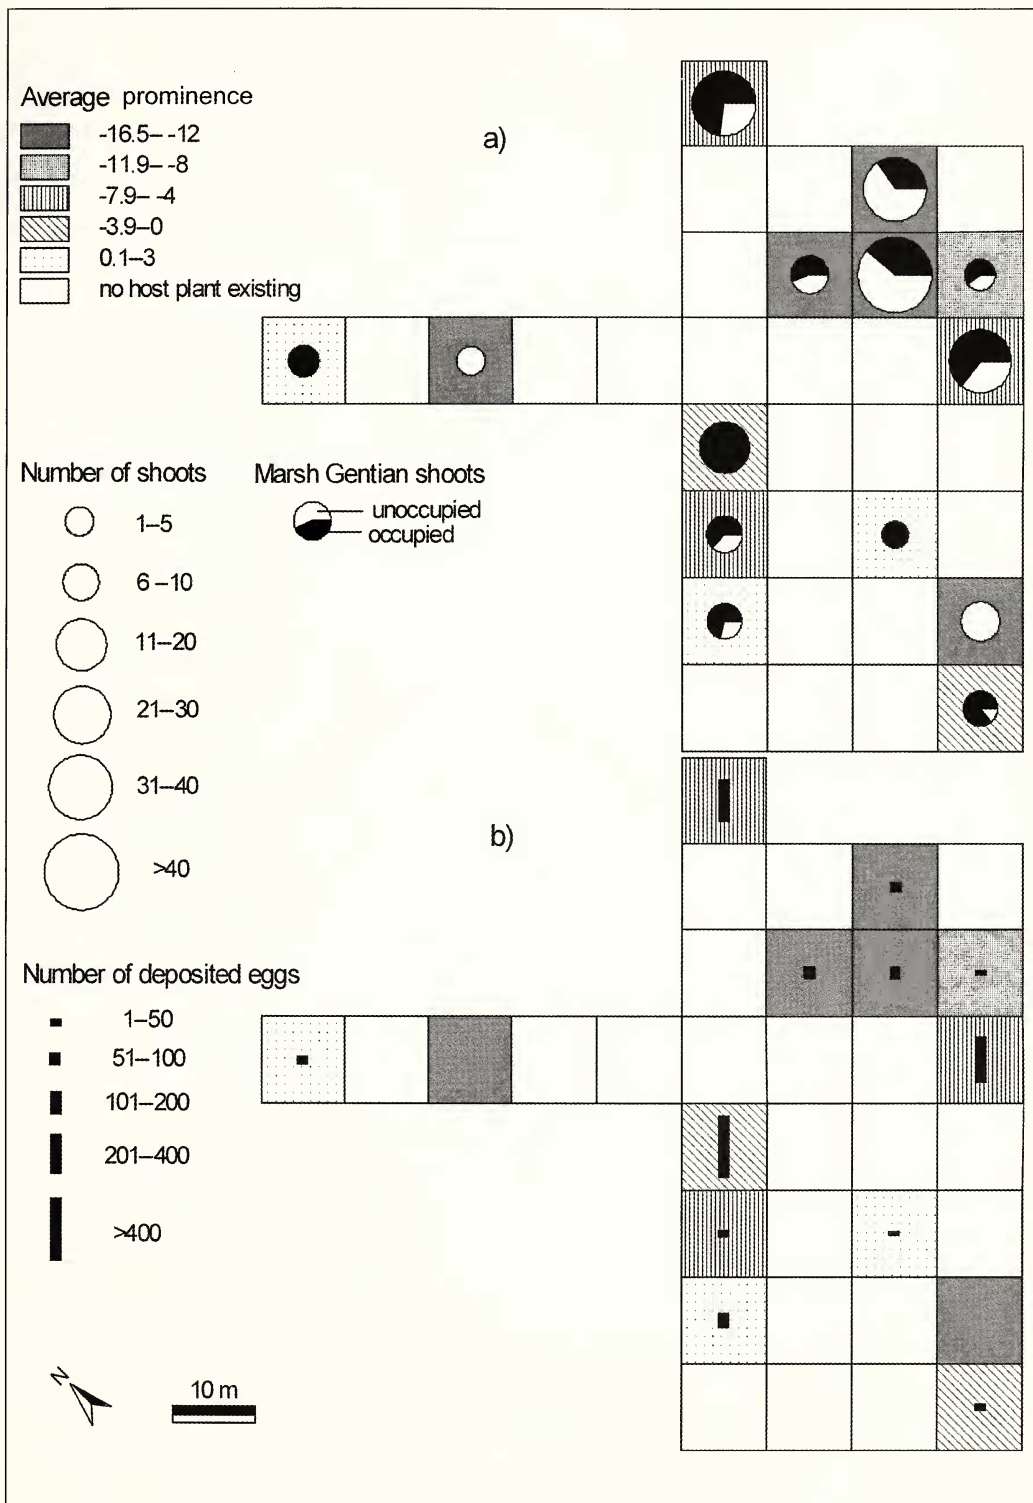 Average prominence
-16.5– -12
-11.9– -8
-7.9– -4
-3.9–0
0.1–3
no host plant existing
a)
Number of shoots
1–5
6–10
11–20
21–30
31–40
>40
Marsh Gentian shoots
unoccupied
occupied
b)
Number of deposited eggs
1–50
51–100
101–200
201–400
>400
N
10 m